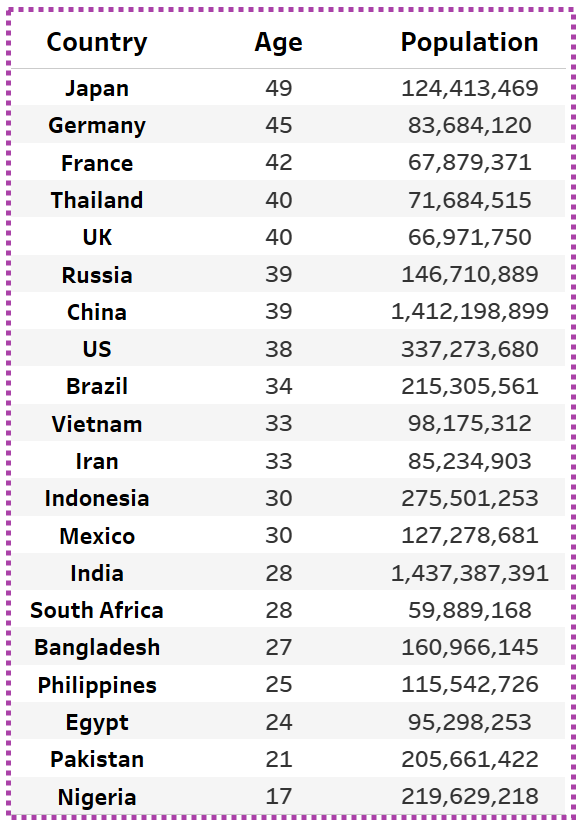 Country Age Population
Japan 49 124,413,469
Germany 45 83,684,120
France 42 67,879,371
Thailand 40 71,684,515
UK 40 66,971,750
Russia 39 146,710,889
China 39 1,412,198,899
US 38 337,273,680
Brazil 34 215,305,561
Vietnam 33 98,175,312
Iran 33 85,234,903
Indonesia 30 275,501,253
Mexico 30 127,278,681
India 28 1,437,387,391
South Africa 28 59,889,168
Bangladesh 27 160,966,145
Philippines 25 115,542,726
Egypt 24 95,298,253
Pakistan 21 205,661,422
Nigeria 17 219,629,218